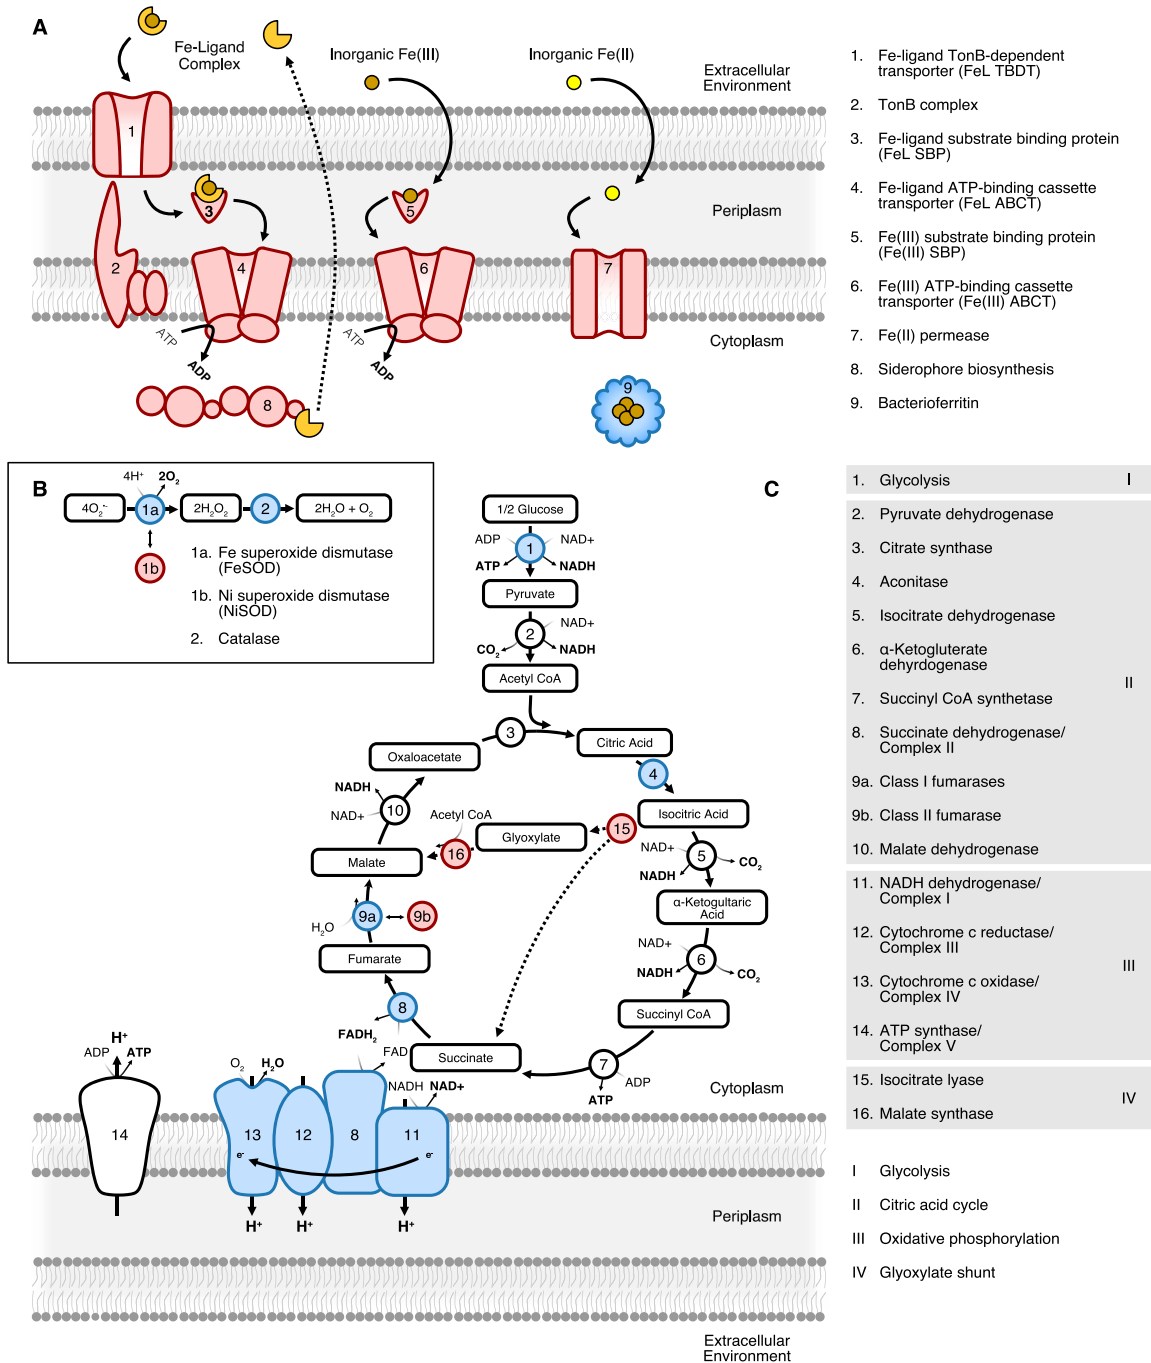 A
Fe-Ligand
Complex
Inorganic Fe(III)
Inorganic Fe(II)
Extracellular
Environment
1
3
5
Periplasm
2
4
6
7
ATP
ADP
ATP
ADP
Cytoplasm
8
9
1. Fe-ligand TonB-dependent
transporter (FeL TBDT)
2. TonB complex
3. Fe-ligand substrate binding protein
(FeL SBP)
4. Fe-ligand ATP-binding cassette
transporter (FeL ABCT)
5. Fe(III) substrate binding protein
(Fe(III) SBP)
6. Fe(III) ATP-binding cassette
transporter (Fe(III) ABCT)
7. Fe(II) permease
8. Siderophore biosynthesis
9. Bacterioferritin
B
4H⁺
2O₂
4O₂·⁻
1a
2H₂O₂
2
2H₂O + O₂
1b
1a. Fe superoxide dismutase
(FeSOD)
1b. Ni superoxide dismutase
(NiSOD)
2. Catalase
C
1/2 Glucose
ADP
NAD+
1
ATP
NADH
Pyruvate
NAD+
2
CO₂
NADH
Acetyl CoA
3
Citric Acid
Oxaloacetate
4
NADH
NAD+
10
Acetyl CoA
Isocitric Acid
Glyoxylate
15
16
Malate
NAD+
5
CO₂
NADH
α-Ketogultaric
Acid
9a
9b
H₂O
Fumarate
NAD+
6
NADH
CO₂
8
FADH₂
Succinyl CoA
FAD
Succinate
7
ADP
ATP
H⁺
ADP
ATP
O₂
H₂O
NADH
NAD+
Cytoplasm
14
13
12
8
11
e⁻
e⁻
H⁺
H⁺
H⁺
Periplasm
Extracellular
Environment
1. Glycolysis
I
2. Pyruvate dehydrogenase
3. Citrate synthase
4. Aconitase
5. Isocitrate dehydrogenase
6. α-Ketogluterate
dehyrdogenase
II
7. Succinyl CoA synthetase
8. Succinate dehydrogenase/
Complex II
9a. Class I fumarases
9b. Class II fumarase
10. Malate dehydrogenase
11. NADH dehydrogenase/
Complex I
12. Cytochrome c reductase/
Complex III
III
13. Cytochrome c oxidase/
Complex IV
14. ATP synthase/
Complex V
15. Isocitrate lyase
IV
16. Malate synthase
I Glycolysis
II Citric acid cycle
III Oxidative phosphorylation
IV Glyoxylate shunt